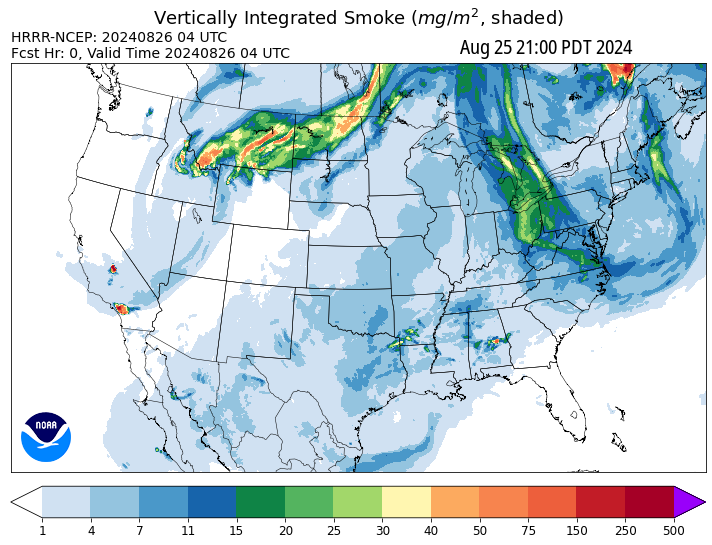 Vertically Integrated Smoke (mg/m², shaded)
HRRR-NCEP: 20240826 04 UTC
Fcst Hr: 0, Valid Time 20240826 04 UTC
Aug 25 21:00 PDT 2024
NOAA
1 4 7 11 15 20 25 30 40 50 75 150 250 500